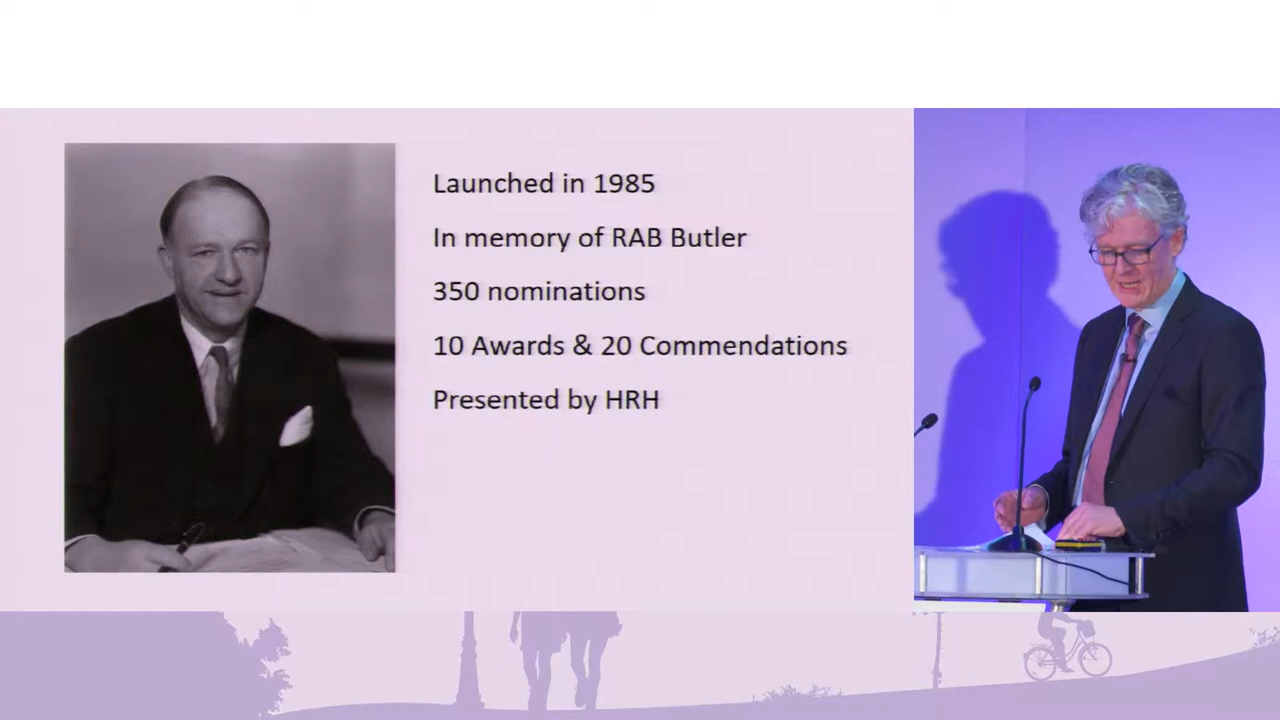 Launched in 1985
In memory of RAB Butler
350 nominations
10 Awards & 20 Commendations
Presented by HRH